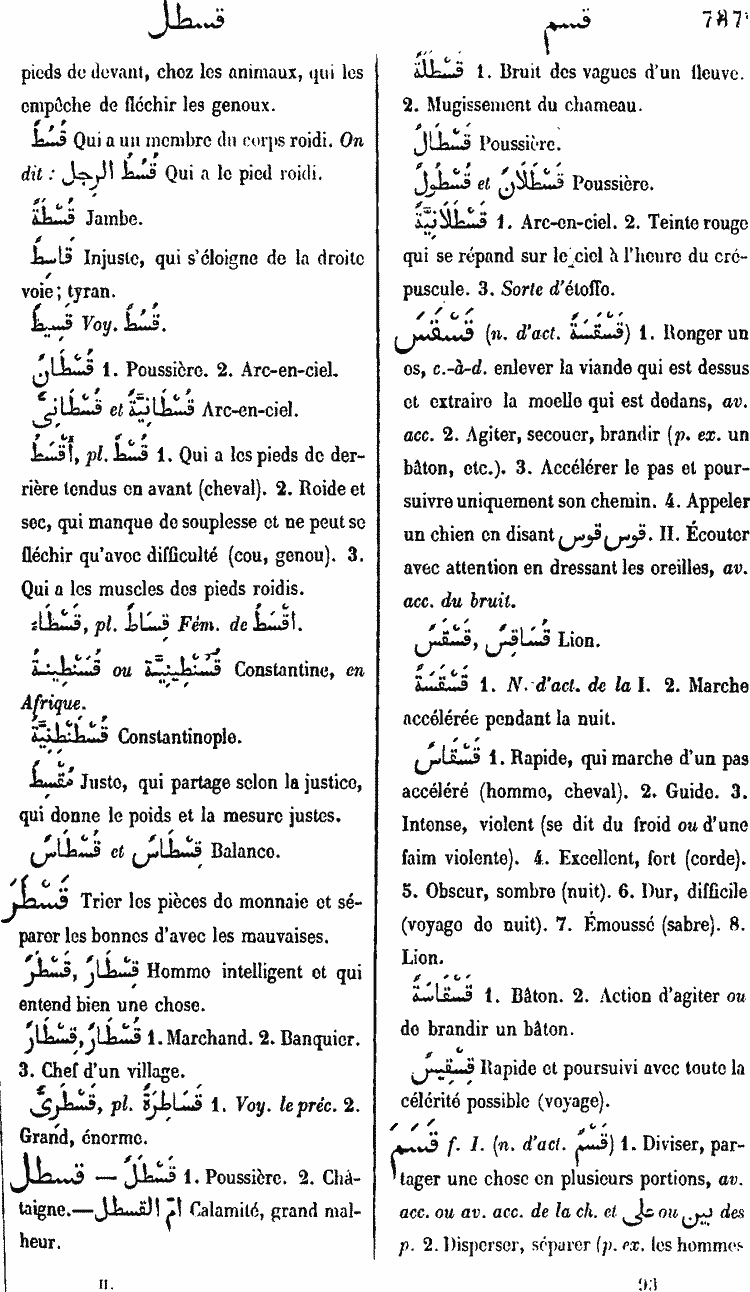 قسطل
قسم
737
pieds de devant, chez les animaux, qui les
empêche de fléchir les genoux.
قُسُطٌ Qui a un membre du corps roidi. On
dit : قُسُطُ الرجل Qui a le pied roidi.
قُسْطَةٌ Jambe.
قَاسِطٌ Injuste, qui s'éloigne de la droite
voie; tyran.
قَسِيطٌ Voy. قُسُطٌ.
قُسْطَانٌ 1. Poussière. 2. Arc-en-ciel.
قُسْطَانِىٌّ et قُسْطَانِيَّةٌ Arc-en-ciel.
أَقْسَطُ, pl. قُسْطٌ 1. Qui a les pieds de der-
rière tendus en avant (cheval). 2. Roide et
sec, qui manque de souplesse et ne peut se
fléchir qu'avec difficulté (cou, genou). 3.
Qui a les muscles des pieds roidis.
قَسْطَاءُ, pl. قِسَاطٌ Fém. de أَقْسَطُ.
قُسَنْطِينَةُ ou قُسَنْطِينِيَّةُ Constantine, en
Afrique.
قُسْطَنْطِنِيَّةُ Constantinople.
مُقْسِطٌ Juste, qui partage selon la justice,
qui donne le poids et la mesure justes.
قِسْطَاسٌ et قُسْطَاسٌ Balance.
قَسْطَرَ Trier les pièces de monnaie et sé-
parer les bonnes d'avec les mauvaises.
قَسْطَرٌ, قَسْطَارٌ Homme intelligent et qui
entend bien une chose.
قُسْطَارٌ, قِسْطَارٌ 1. Marchand. 2. Banquier.
3. Chef d'un village.
قَسْطَرِىٌّ, pl. قَسَاطِرَةٌ 1. Voy. le préc. 2.
Grand, énorme.
قسطل — قَسْطَلٌ 1. Poussière. 2. Châ-
taigne.—امّ القسطل Calamité, grand mal-
heur.
II.
قَسْطَلَةٌ 1. Bruit des vagues d'un fleuve.
2. Mugissement du chameau.
قَسْطَالٌ Poussière.
قَسْطَلَانٌ et قُسْطُولٌ Poussière.
قَسْطَلَانِيَّةٌ 1. Arc-en-ciel. 2. Teinte rouge
qui se répand sur le ciel à l'heure du cré-
puscule. 3. Sorte d'étoffe.
قَسْقَسَ (n. d'act. قَسْقَسَةٌ) 1. Ronger un
os, c.-à-d. enlever la viande qui est dessus
et extraire la moelle qui est dedans, av.
acc. 2. Agiter, secouer, brandir (p. ex. un
bâton, etc.). 3. Accélérer le pas et pour-
suivre uniquement son chemin. 4. Appeler
un chien en disant قوس قوس. II. Écouter
avec attention en dressant les oreilles, av.
acc. du bruit.
قَسْقَسٌ, قُسَاقِسٌ Lion.
قَسْقَسَةٌ 1. N. d'act. de la I. 2. Marche
accélérée pendant la nuit.
قَسْقَاسٌ 1. Rapide, qui marche d'un pas
accéléré (homme, cheval). 2. Guide. 3.
Intense, violent (se dit du froid ou d'une
faim violente). 4. Excellent, fort (corde).
5. Obscur, sombre (nuit). 6. Dur, difficile
(voyage de nuit). 7. Émoussé (sabre). 8.
Lion.
قَسْقَاسَةٌ 1. Bâton. 2. Action d'agiter ou
de brandir un bâton.
قَسْقِيسٌ Rapide et poursuivi avec toute la
célérité possible (voyage).
قَسَمَ f. I. (n. d'act. قَسْمٌ) 1. Diviser, par-
tager une chose en plusieurs portions, av.
acc. ou av. acc. de la ch. et على ou بين des
p. 2. Disperser, séparer (p. ex. les hommes
93